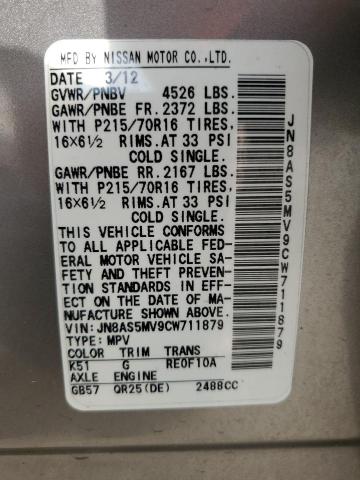 MFD BY NISSAN MOTOR CO.,LTD.
DATE 3/12
GVWR/PNBV 4526 LBS.
GAWR/PNBE FR. 2372 LBS.
WITH P215/70R16 TIRES,
16X6½ RIMS. AT 33 PSI
COLD SINGLE.
GAWR/PNBE RR. 2167 LBS.
WITH P215/70R16 TIRES,
16X6½ RIMS. AT 33 PSI
COLD SINGLE.
THIS VEHICLE CONFORMS
TO ALL APPLICABLE FED-
ERAL MOTOR VEHICLE SA-
FETY AND THEFT
PREVENTION STANDARDS
IN EFFECT ON THE
DATE OF MA-
NUFACTURE SHOWN ABOVE.
VIN: JN8AS5MV9CW711879
TYPE: MPV
COLOR TRIM TRANS
K51 G RE0F10A
AXLE ENGINE
GB57 QR25(DE) 2488CC
JN8AS5MV9CW711879